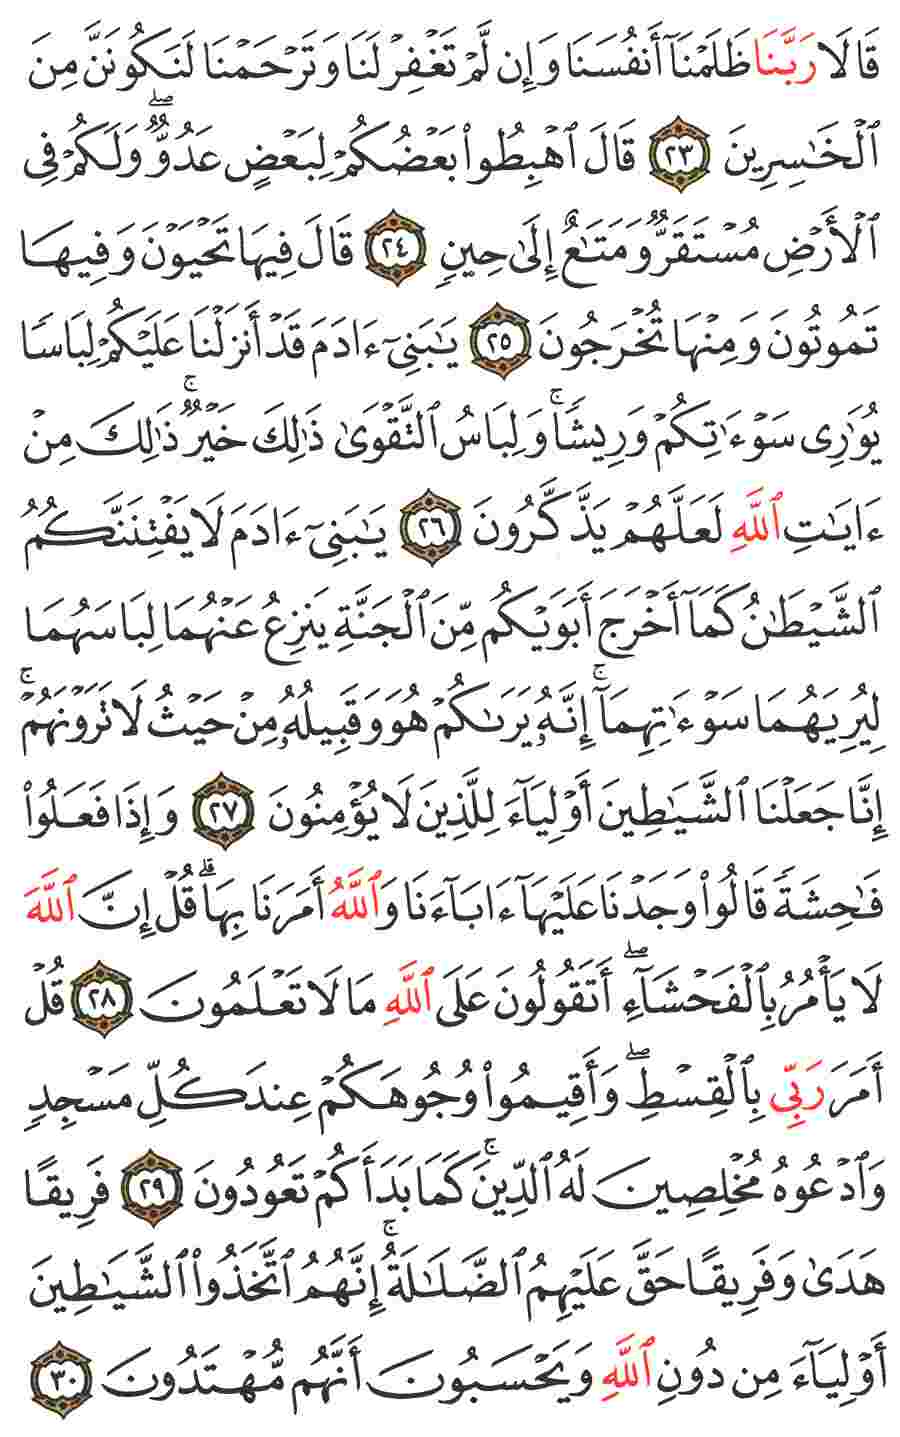 قَالَا رَبَّنَا ظَلَمْنَآ أَنفُسَنَا وَإِن لَّمْ تَغْفِرْ لَنَا وَتَرْحَمْنَا لَنَكُونَنَّ مِنَ
ٱلْخَٰسِرِينَ ٢٣ قَالَ ٱهْبِطُوا۟ بَعْضُكُمْ لِبَعْضٍ عَدُوٌّ ۖ وَلَكُمْ فِى
ٱلْأَرْضِ مُسْتَقَرٌّ وَمَتَٰعٌ إِلَىٰ حِينٍ ٢٤ قَالَ فِيهَا تَحْيَوْنَ وَفِيهَا
تَمُوتُونَ وَمِنْهَا تُخْرَجُونَ ٢٥ يَٰبَنِىٓ ءَادَمَ قَدْ أَنزَلْنَا عَلَيْكُمْ لِبَاسًا
يُوَٰرِى سَوْءَٰتِكُمْ وَرِيشًا ۖ وَلِبَاسُ ٱلتَّقْوَىٰ ذَٰلِكَ خَيْرٌ ۚ ذَٰلِكَ مِنْ
ءَايَٰتِ ٱللَّهِ لَعَلَّهُمْ يَذَّكَّرُونَ ٢٦ يَٰبَنِىٓ ءَادَمَ لَا يَفْتِنَنَّكُمُ
ٱلشَّيْطَٰنُ كَمَآ أَخْرَجَ أَبَوَيْكُم مِّنَ ٱلْجَنَّةِ يَنزِعُ عَنْهُمَا لِبَاسَهُمَا
لِيُرِيَهُمَا سَوْءَٰتِهِمَآ ۚ إِنَّهُۥ يَرَىٰكُمْ هُوَ وَقَبِيلُهُۥ مِنْ حَيْثُ لَا تَرَوْنَهُمْ ۗ
إِنَّا جَعَلْنَا ٱلشَّيَٰطِينَ أَوْلِيَآءَ لِلَّذِينَ لَا يُؤْمِنُونَ ٢٧ وَإِذَا فَعَلُوا۟
فَٰحِشَةً قَالُوا۟ وَجَدْنَا عَلَيْهَآ ءَابَآءَنَا وَٱللَّهُ أَمَرَنَا بِهَا ۗ قُلْ إِنَّ ٱللَّهَ
لَا يَأْمُرُ بِٱلْفَحْشَآءِ ۖ أَتَقُولُونَ عَلَى ٱللَّهِ مَا لَا تَعْلَمُونَ ٢٨ قُلْ
أَمَرَ رَبِّى بِٱلْقِسْطِ ۖ وَأَقِيمُوا۟ وُجُوهَكُمْ عِندَ كُلِّ مَسْجِدٍ
وَٱدْعُوهُ مُخْلِصِينَ لَهُ ٱلدِّينَ ۚ كَمَا بَدَأَكُمْ تَعُودُونَ ٢٩ فَرِيقًا
هَدَىٰ وَفَرِيقًا حَقَّ عَلَيْهِمُ ٱلضَّلَٰلَةُ ۚ إِنَّهُمُ ٱتَّخَذُوا۟ ٱلشَّيَٰطِينَ
أَوْلِيَآءَ مِن دُونِ ٱللَّهِ وَيَحْسَبُونَ أَنَّهُم مُّهْتَدُونَ ٣٠